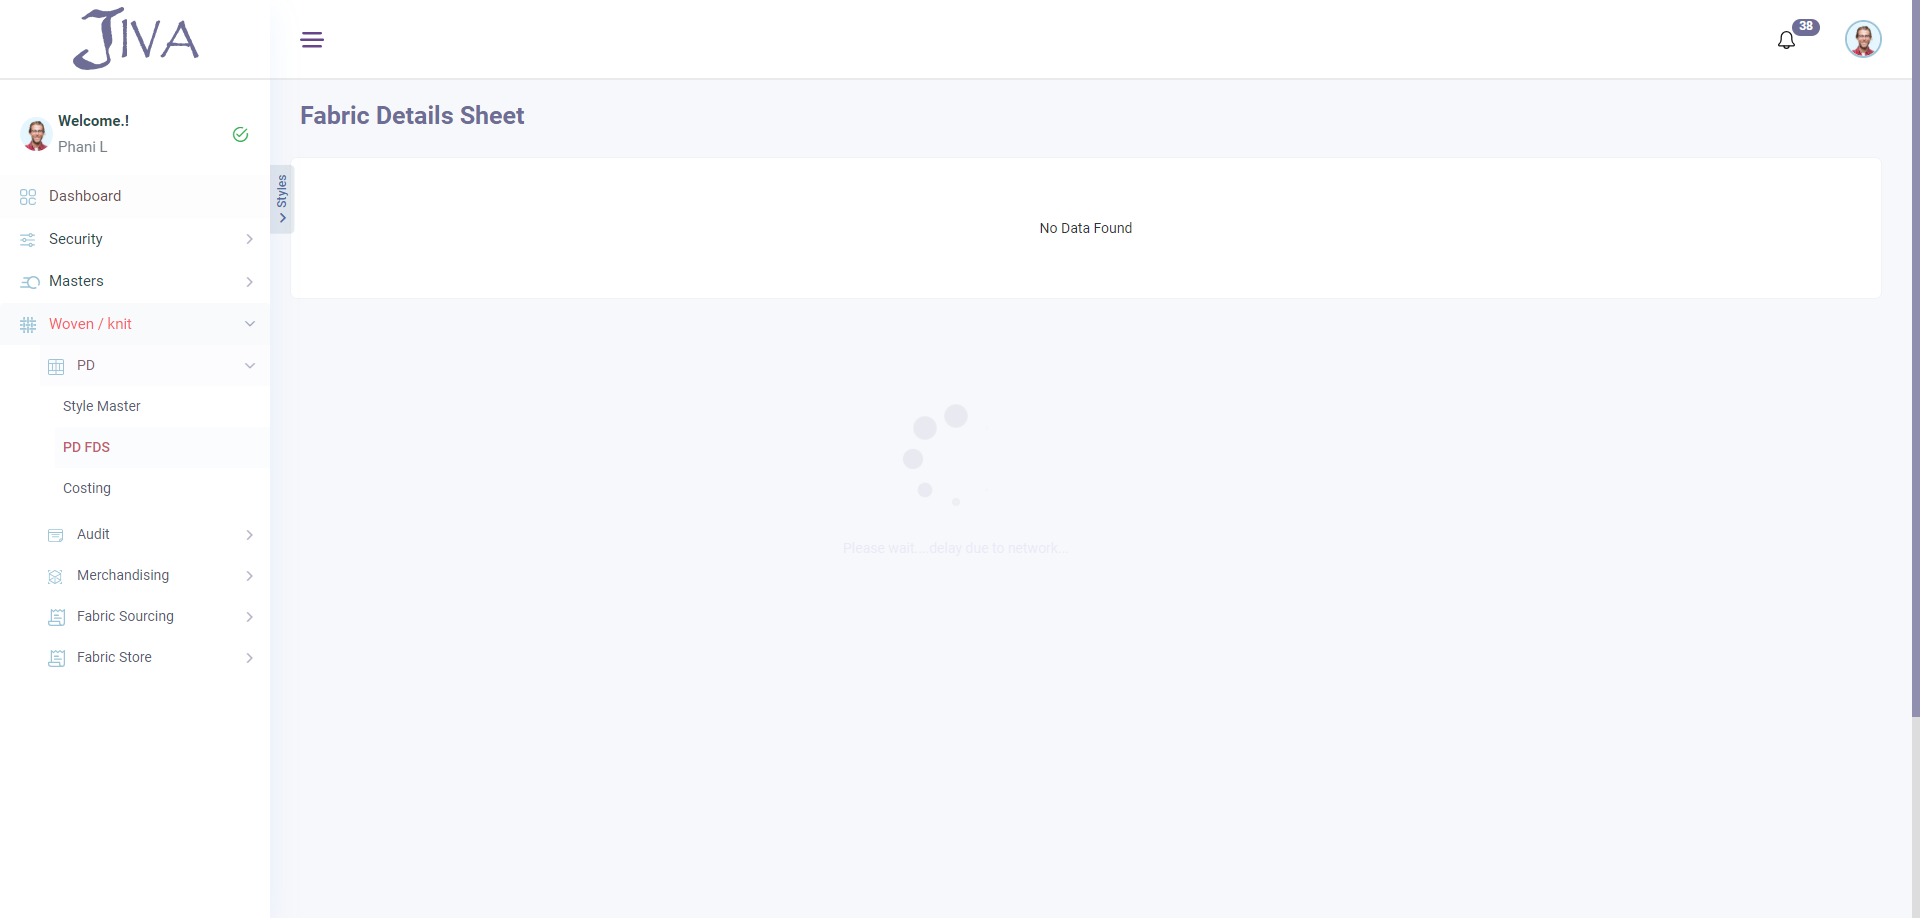 JIVA
38
Welcome.!
Phani L
Fabric Details Sheet
Styles
No Data Found
Dashboard
Security
Masters
Woven / knit
PD
Style Master
PD FDS
Costing
Audit
Merchandising
Fabric Sourcing
Fabric Store
Please wait... delay due to network...